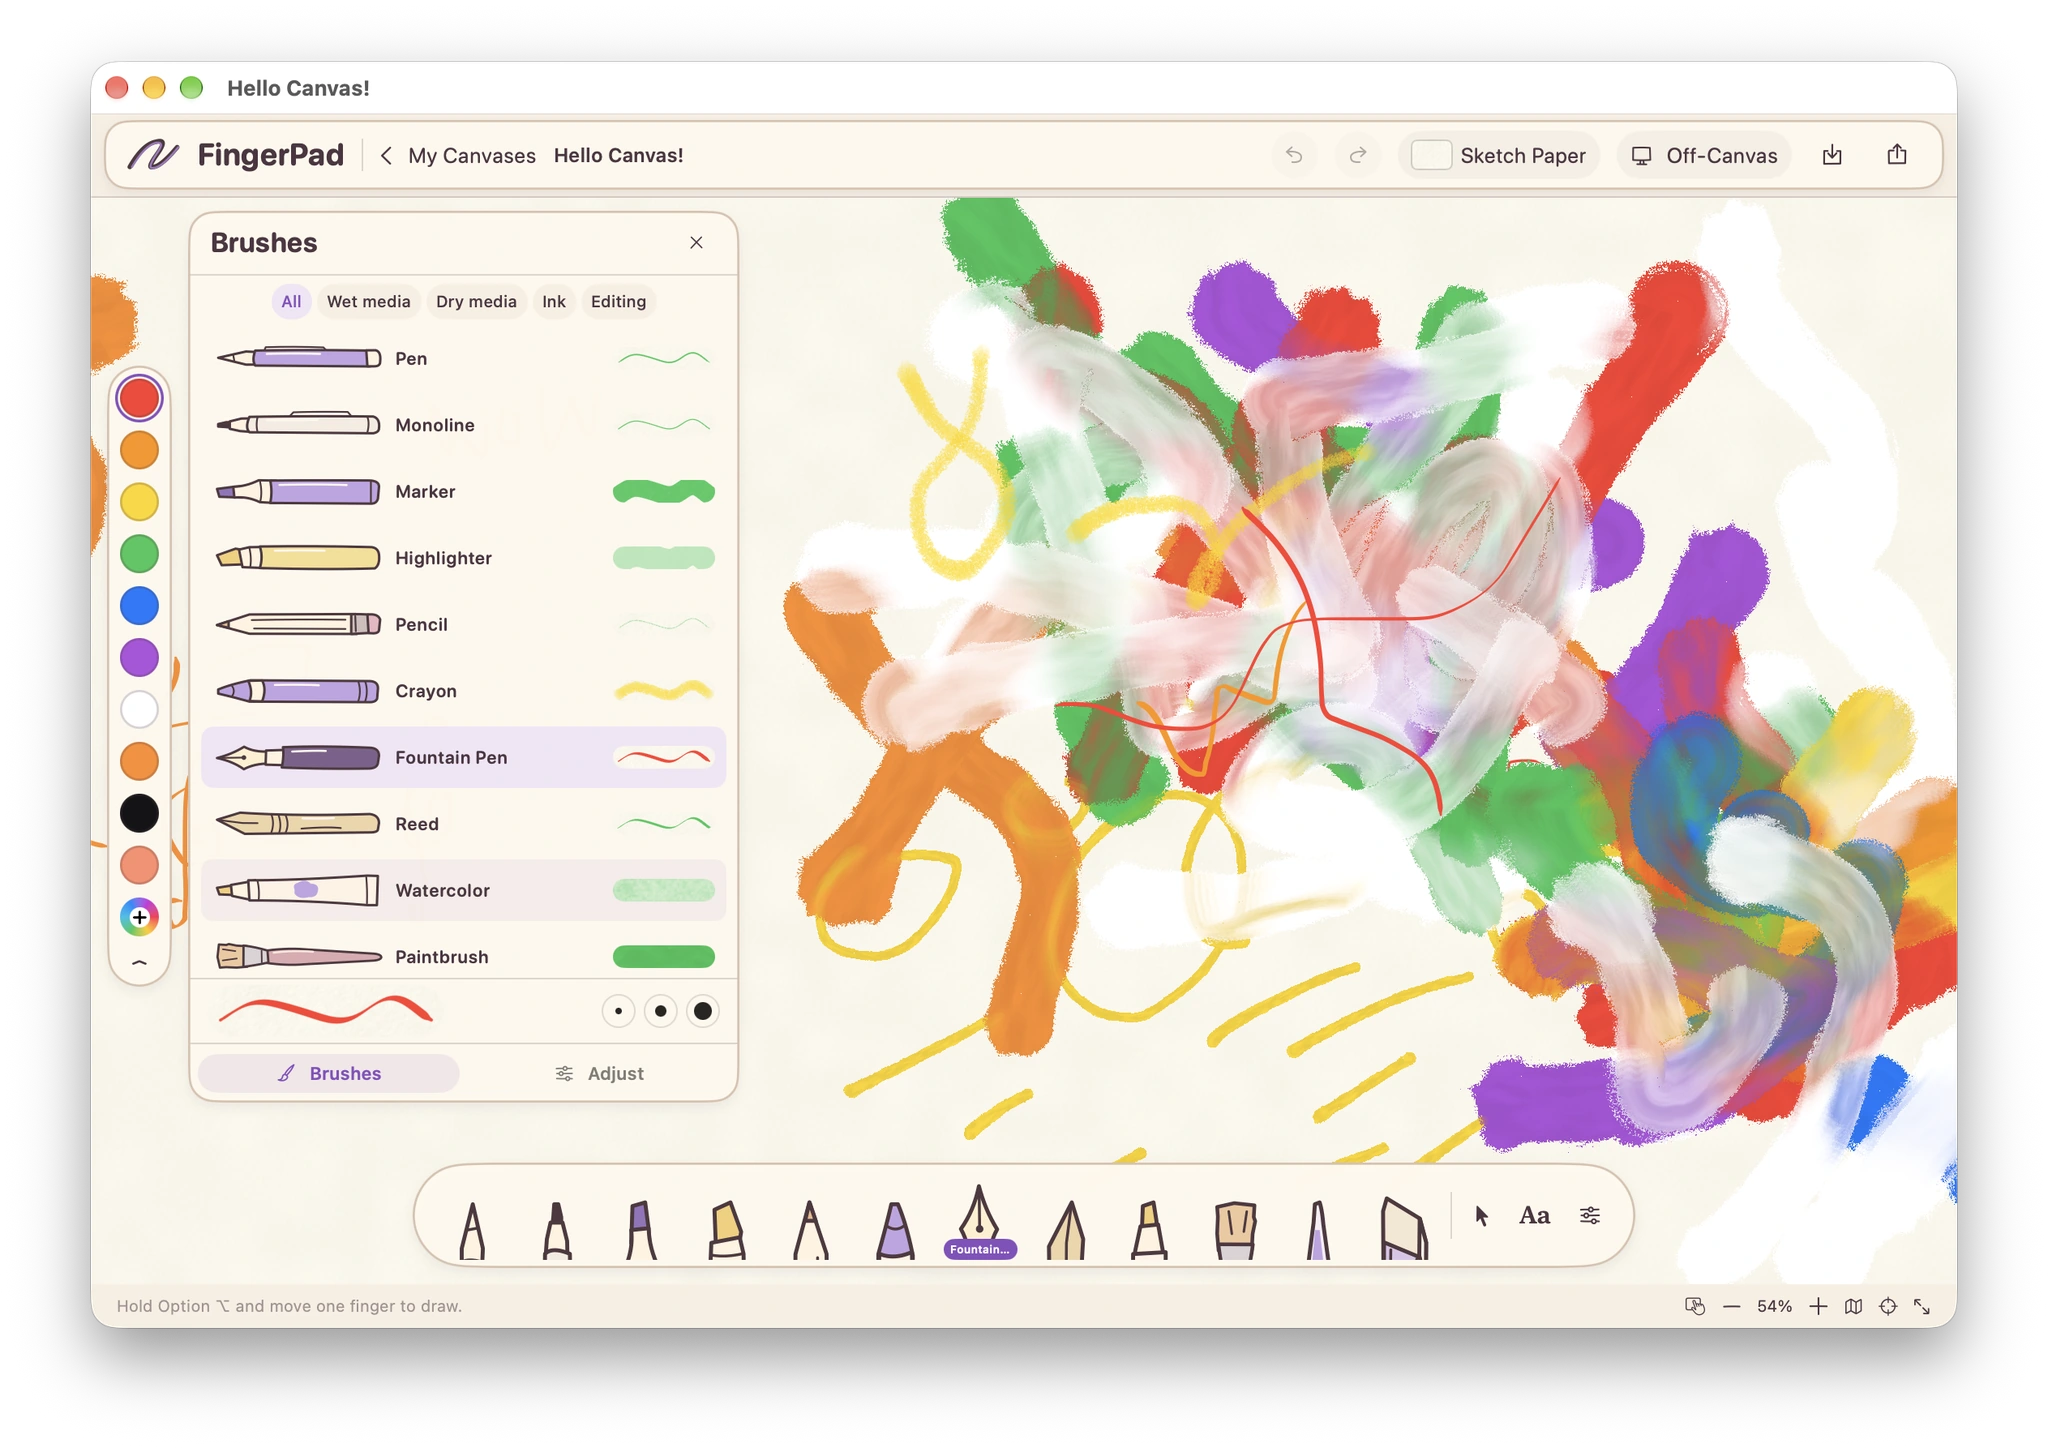 Hello Canvas!
FingerPad
My Canvases
Hello Canvas!
Sketch Paper
Off-Canvas
Brushes
All
Wet media
Dry media
Ink
Editing
Pen
Monoline
Marker
Highlighter
Pencil
Crayon
Fountain Pen
Reed
Watercolor
Paintbrush
Brushes
Adjust
Fountain...
Aa
Hold Option ⌥ and move one finger to draw.
54%